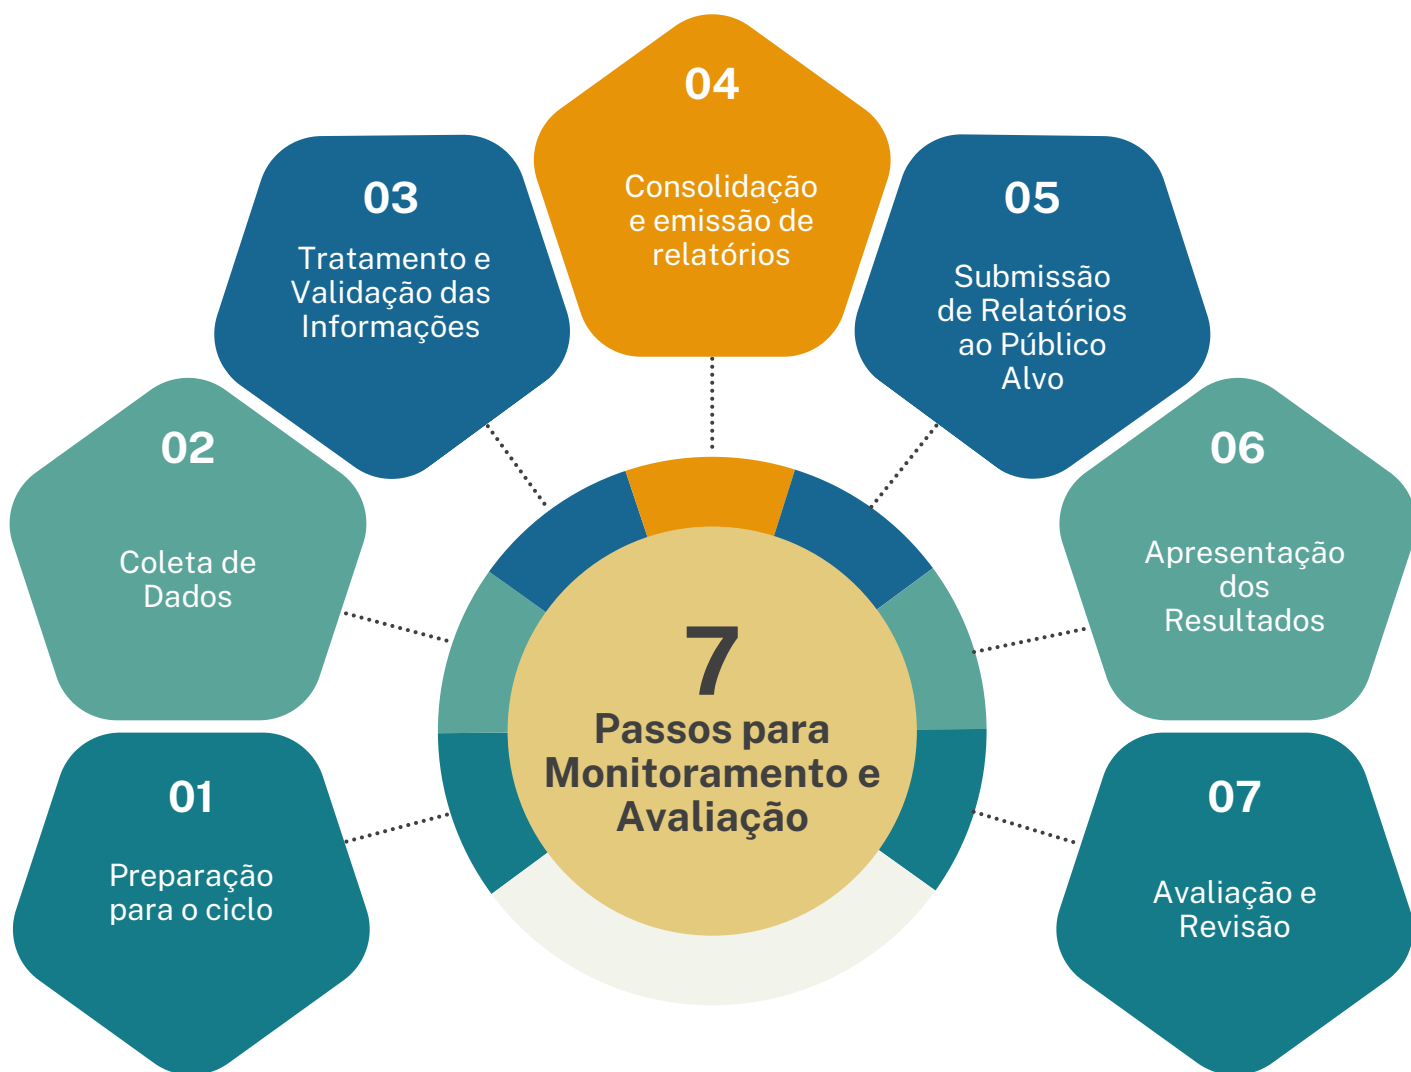 01
Preparação
para o ciclo
02
Coleta de
Dados
03
Tratamento e
Validação das
Informações
04
Consolidação
e emissão de
relatórios
05
Submissão
de Relatórios
ao Público
Alvo
06
Apresentação
dos
Resultados
07
Avaliação e
Revisão
7
Passos para
Monitoramento e
Avaliação